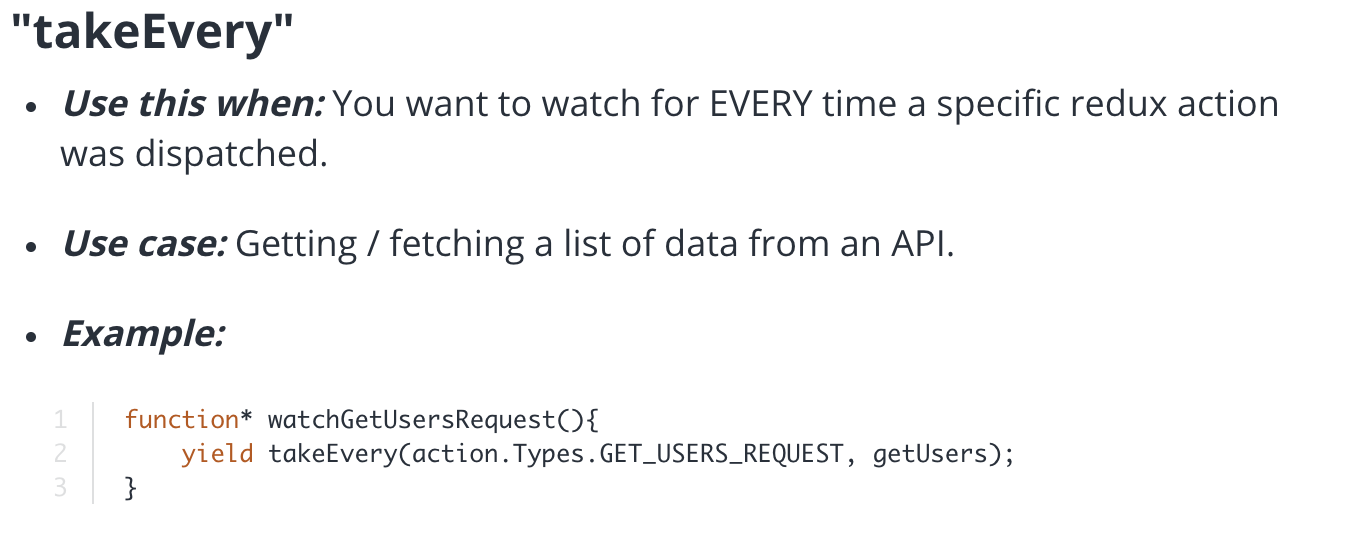 "takeEvery"
• Use this when: You want to watch for EVERY time a specific redux action
was dispatched.
• Use case: Getting / fetching a list of data from an API.
• Example:
1 function* watchGetUsersRequest(){
2     yield takeEvery(action.Types.GET_USERS_REQUEST, getUsers);
3 }